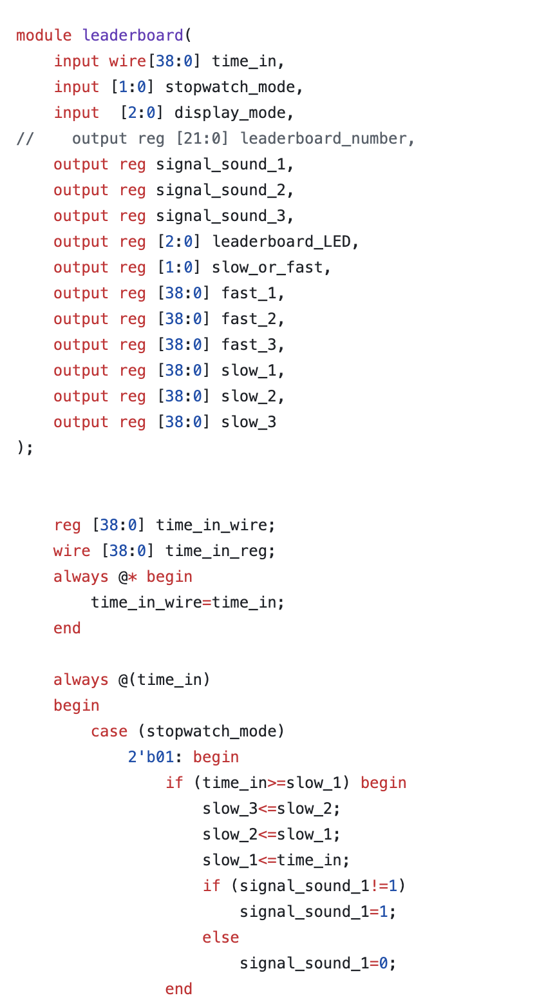 module leaderboard(
    input wire[38:0] time_in,
    input [1:0] stopwatch_mode,
    input  [2:0] display_mode,
//    output reg [21:0] leaderboard_number,
    output reg signal_sound_1,
    output reg signal_sound_2,
    output reg signal_sound_3,
    output reg [2:0] leaderboard_LED,
    output reg [1:0] slow_or_fast,
    output reg [38:0] fast_1,
    output reg [38:0] fast_2,
    output reg [38:0] fast_3,
    output reg [38:0] slow_1,
    output reg [38:0] slow_2,
    output reg [38:0] slow_3
);
    reg [38:0] time_in_wire;
    wire [38:0] time_in_reg;
    always @* begin
        time_in_wire=time_in;
    end
    always @(time_in)
    begin
        case (stopwatch_mode)
            2'b01: begin
                if (time_in>=slow_1) begin
                    slow_3<=slow_2;
                    slow_2<=slow_1;
                    slow_1<=time_in;
                    if (signal_sound_1!=1)
                        signal_sound_1=1;
                    else
                        signal_sound_1=0;
                end